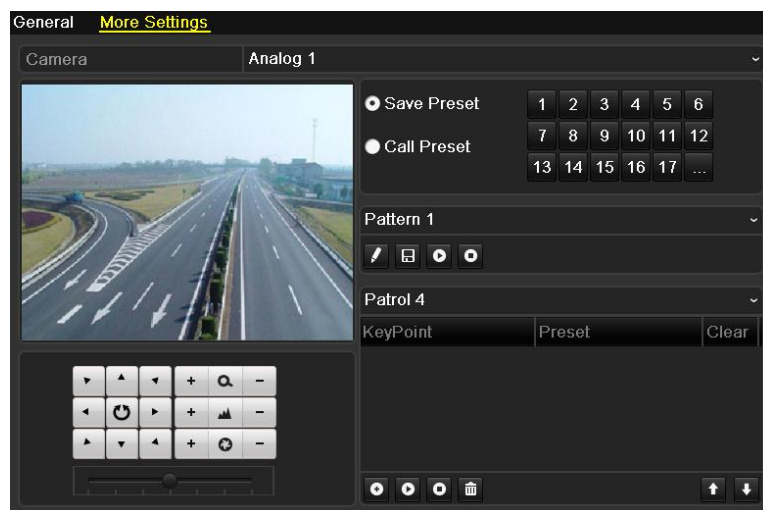 General More Settings
Camera Analog 1
Save Preset 1 2 3 4 5 6
Call Preset 7 8 9 10 11 12
13 14 15 16 17 ...
Pattern 1
Patrol 4
KeyPoint Preset Clear
+ -
+ -
+ -